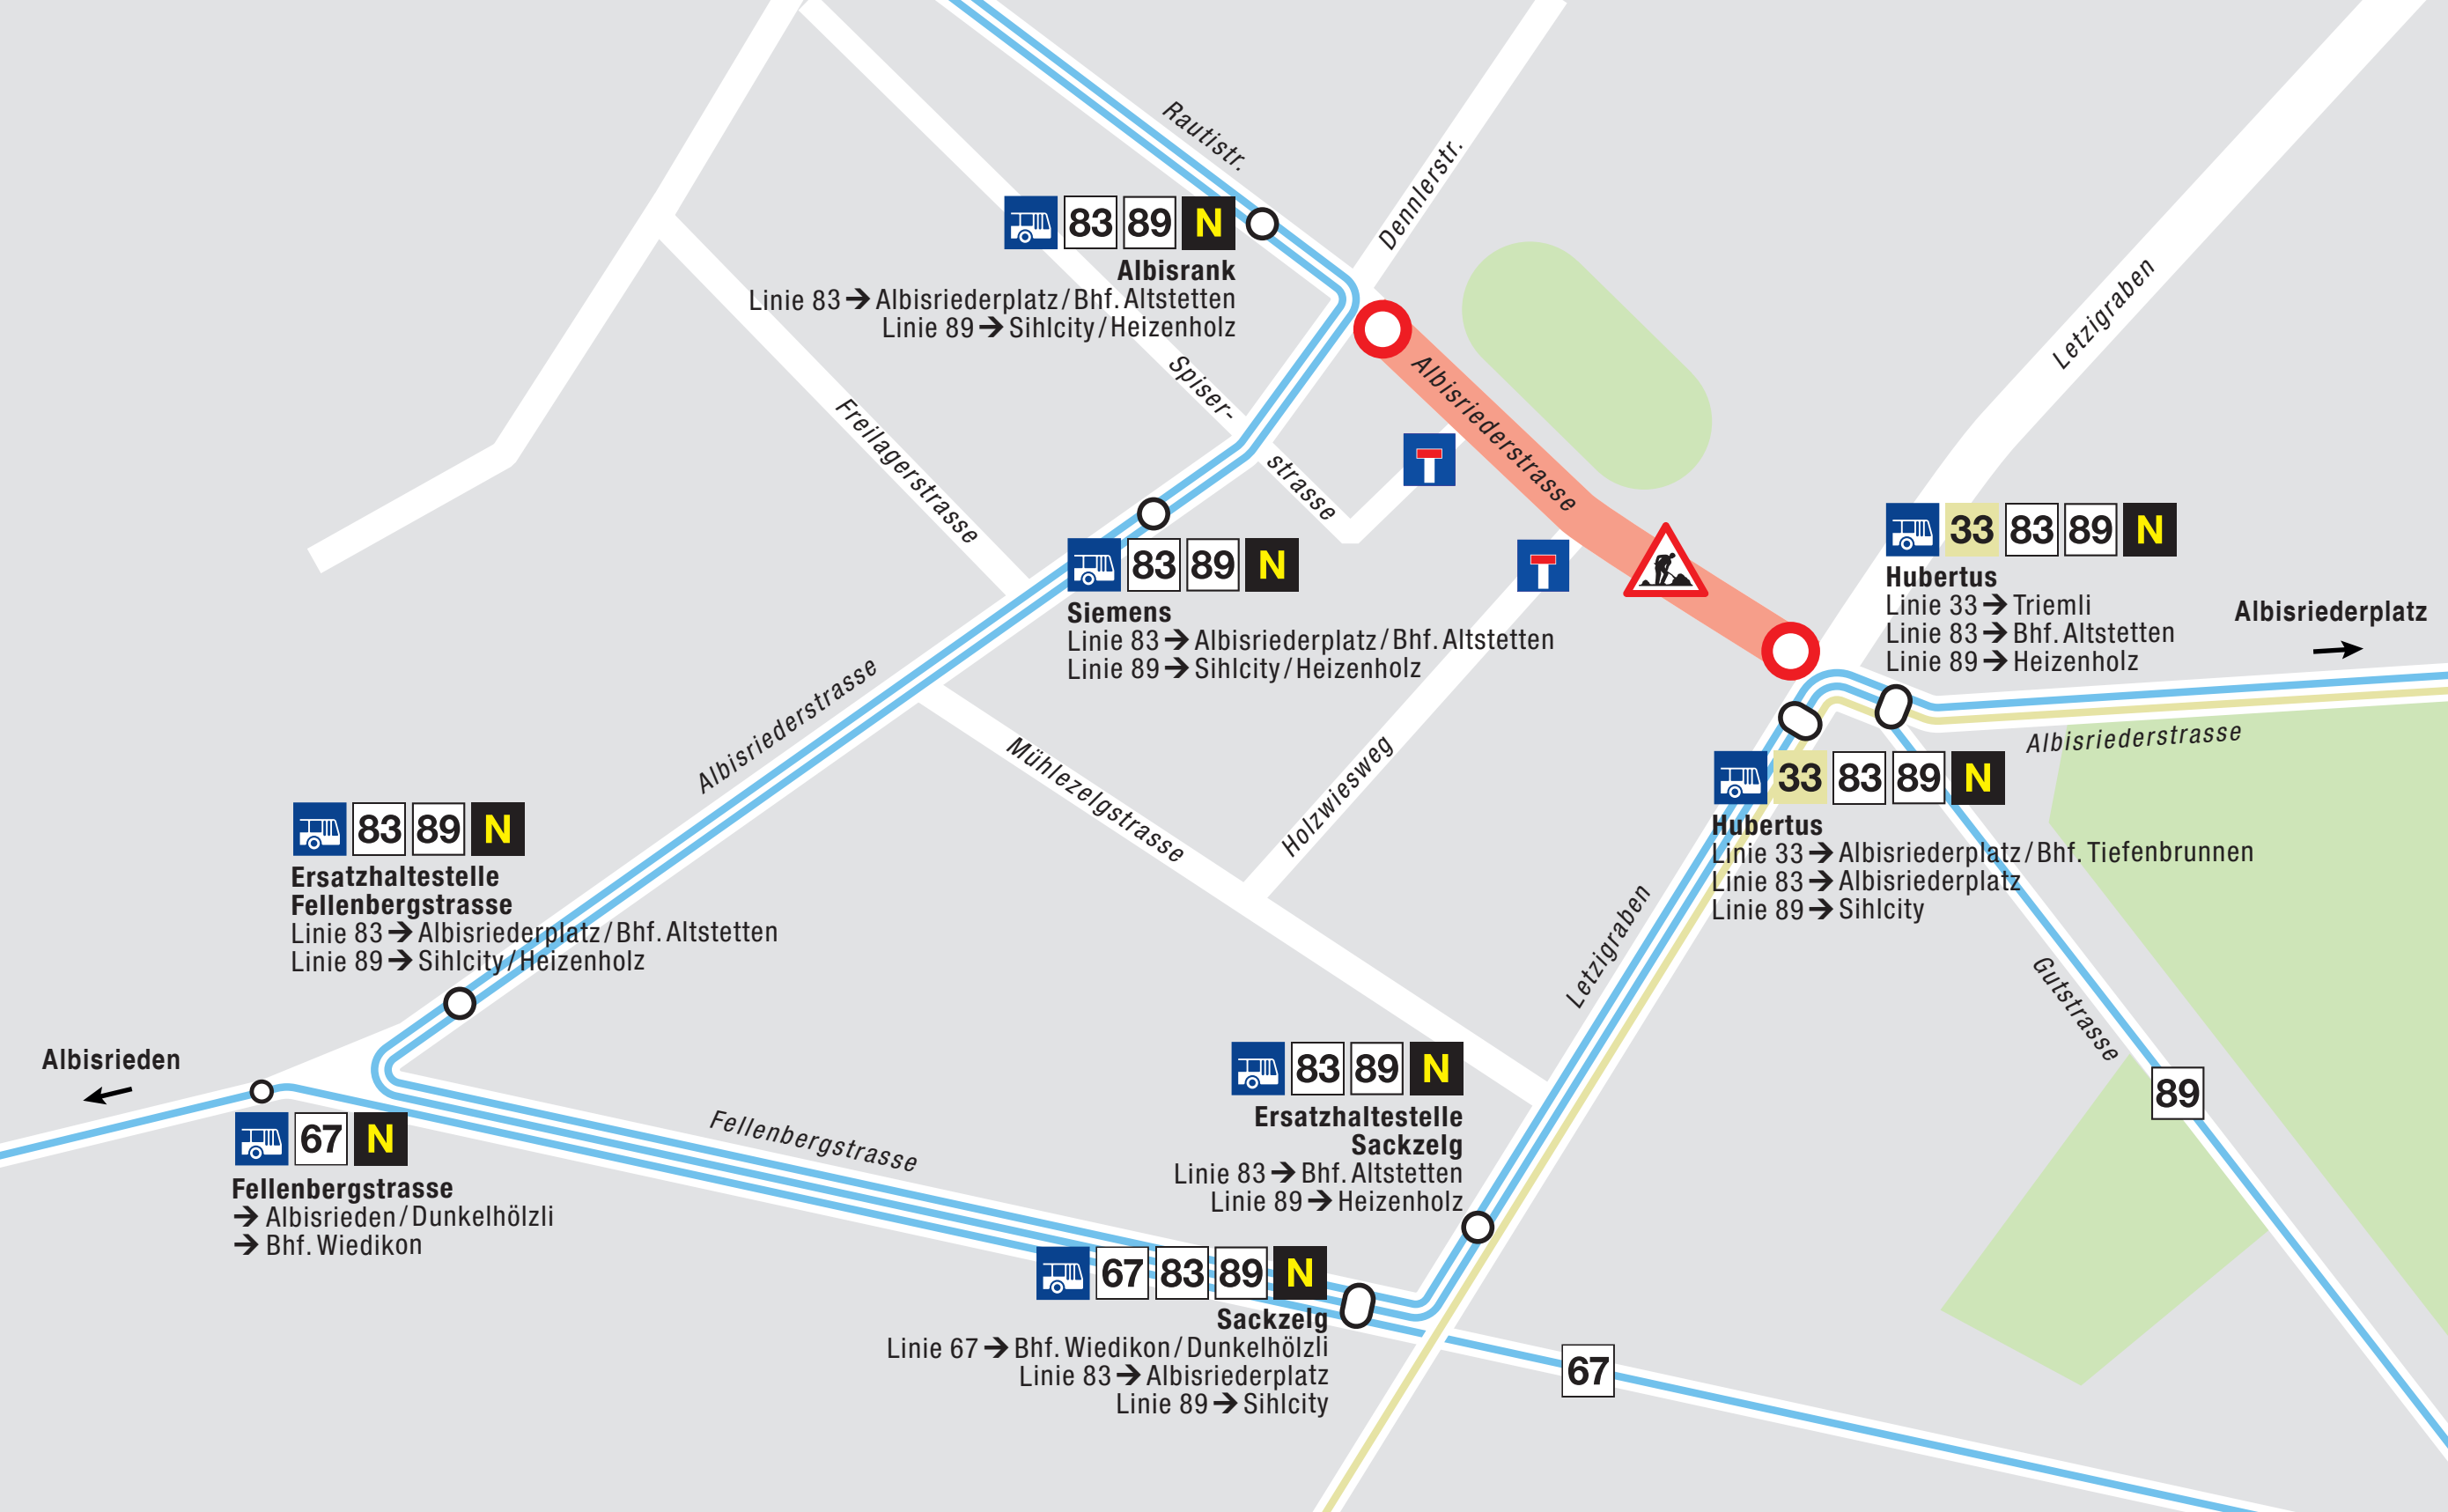 Rautistr.
Dennlerstr.
83 89 N
Albisrank
Linie 83 → Albisriederplatz/Bhf. Altstetten
Linie 89 → Sihlcity/Heizenholz
Letzigraben
Spiser-
strasse
Albisriederstrasse
Freilagerstrasse
83 89 N
Siemens
Linie 83 → Albisriederplatz/Bhf. Altstetten
Linie 89 → Sihlcity/Heizenholz
33 83 89 N
Hubertus
Linie 33 → Triemli
Linie 83 → Bhf. Altstetten
Linie 89 → Heizenholz
Albisriederplatz
Albisriederstrasse
Albisriederstrasse
Mühlezelgstrasse
Holzwiesweg
33 83 89 N
Hubertus
Linie 33 → Albisriederplatz/Bhf. Tiefenbrunnen
Linie 83 → Albisriederplatz
Linie 89 → Sihlcity
83 89 N
Ersatzhaltestelle
Fellenbergstrasse
Linie 83 → Albisriederplatz/Bhf. Altstetten
Linie 89 → Sihlcity/Heizenholz
Letzigraben
Gutstrasse
89
Albisrieden
67 N
Fellenbergstrasse
→ Albisrieden/Dunkelhölzli
→ Bhf. Wiedikon
Fellenbergstrasse
83 89 N
Ersatzhaltestelle
Sackzelg
Linie 83 → Bhf. Altstetten
Linie 89 → Heizenholz
67 83 89 N
Sackzelg
Linie 67 → Bhf. Wiedikon/Dunkelhölzli
Linie 83 → Albisriederplatz
Linie 89 → Sihlcity
67